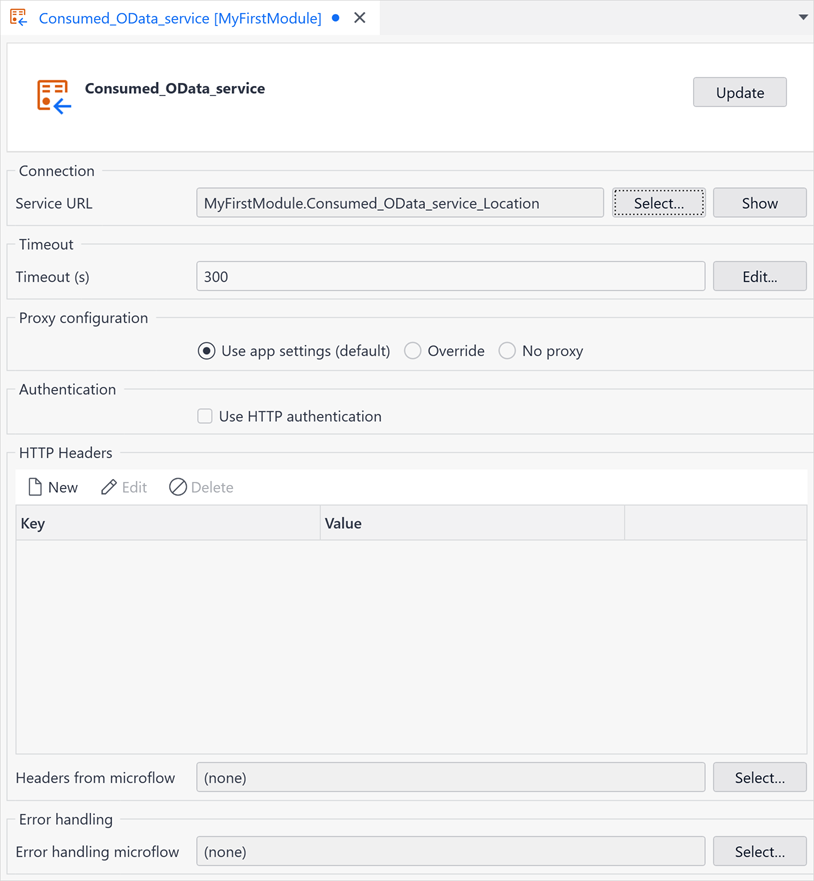 Consumed_OData_service [MyFirstModule]
Consumed_OData_service
Update
Connection
Service URL MyFirstModule.Consumed_OData_service_Location Select... Show
Timeout
Timeout (s) 300 Edit...
Proxy configuration
Use app settings (default) Override No proxy
Authentication
Use HTTP authentication
HTTP Headers
New Edit Delete
Key Value
Headers from microflow (none) Select...
Error handling
Error handling microflow (none) Select...